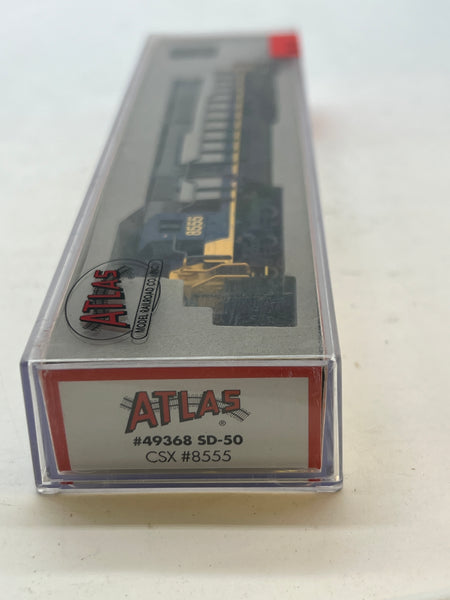 8555
ATLAS
MODEL RAILROAD CO., INC.
ATLAS®
#49368 SD-50
CSX #8555